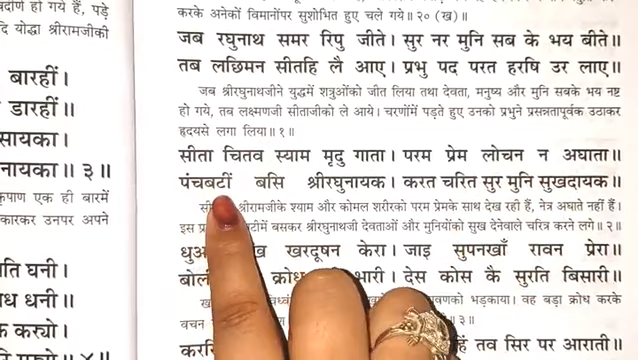 दीर्ण हो गये हैं, पड़े
योद्धा श्रीरामजीकी
बारहीं।
डारहीं॥
सायका।
नायका॥ ३॥
कृपाण एक ही बारमें
कारकर उनपर अपने
घनी।
धनी॥
कर्‍यो।
करके अनेकों विमानोंपर सुशोभित हुए चले गये॥ २० (ख)॥
जब रघुनाथ समर रिपु जीते। सुर नर मुनि सब के भय बीते॥
तब लछिमन सीतहि लै आए। प्रभु पद परत हरषि उर लाए॥
जब श्रीरघुनाथजीने युद्धमें शत्रुओंको जीत लिया तथा देवता, मनुष्य और मुनि सबके भय नष्ट
हो गये, तब लक्ष्मणजी सीताजीको ले आये। चरणोंमें पड़ते हुए उनको प्रभुने प्रसन्नतापूर्वक उठाकर
हृदयसे लगा लिया॥ १॥
सीता चितव स्याम मृदु गाता। परम प्रेम लोचन न अघाता॥
पंचबटीं बसि श्रीरघुनायक। करत चरित सुर मुनि सुखदायक॥
श्रीरामजीके श्याम और कोमल शरीरको परम प्रेमके साथ देख रही हैं, नेत्र अघाते नहीं हैं।
इस बसकर श्रीरघुनाथजी देवताओं और मुनियोंको सुख देनेवाले चरित्र करने लगे॥ २॥
खरदूषन केरा। जाइ सुपनखाँ रावन प्रेरा॥
क्रोध भारी। देस कोस कै सुरति बिसारी॥
भड़काया। वह बड़ा क्रोध करके
वचन ३॥
तव सिर पर आराती॥